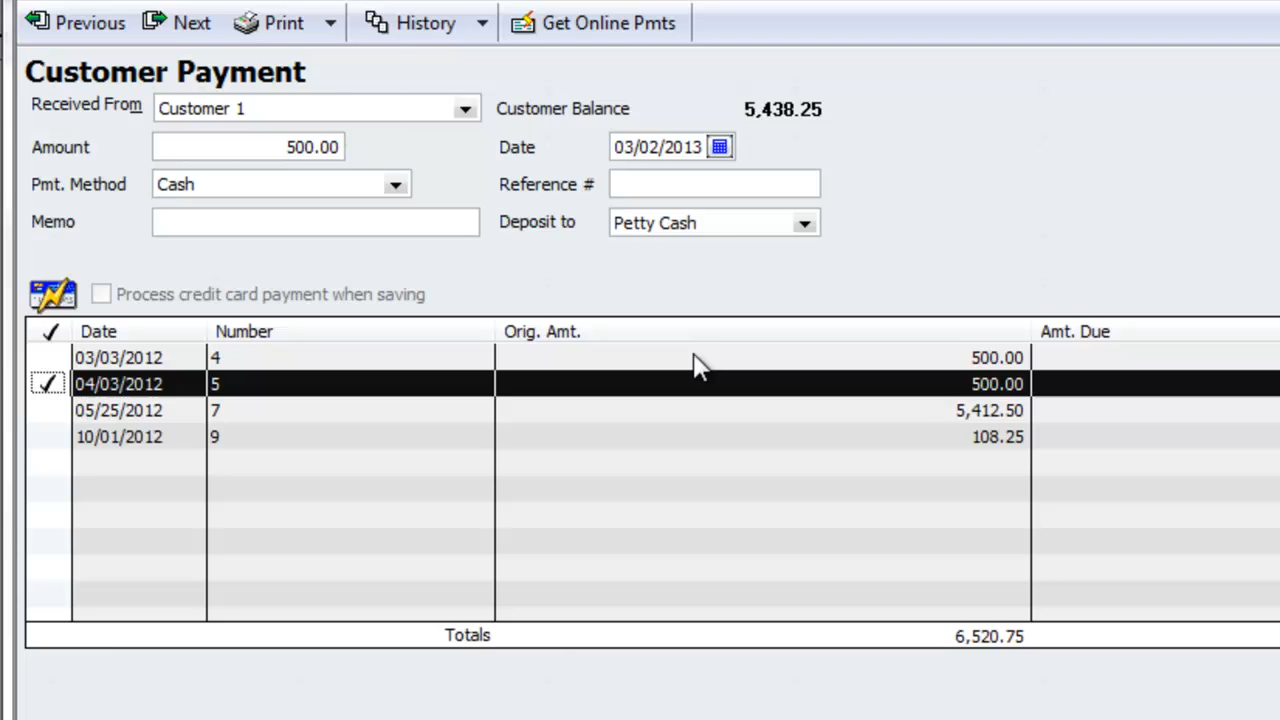 Previous Next Print History Get Online Pmts
Customer Payment
Received From Customer 1 Customer Balance 5,438.25
Amount 500.00 Date 03/02/2013
Pmt. Method Cash Reference #
Memo Deposit to Petty Cash
Process credit card payment when saving
✓ Date Number Orig. Amt. Amt. Due
03/03/2012 4 500.00
✓ 04/03/2012 5 500.00
05/25/2012 7 5,412.50
10/01/2012 9 108.25
Totals 6,520.75